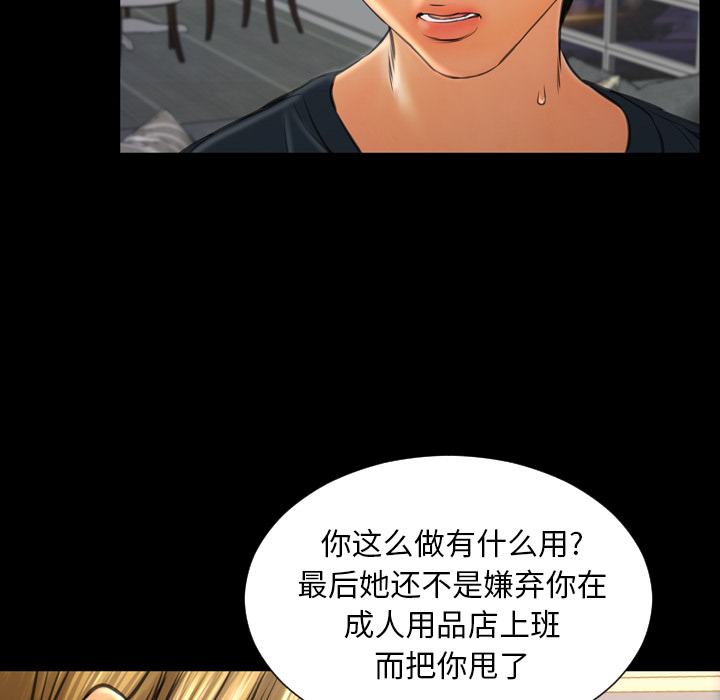 你这么做有什么用?
最后她还不是嫌弃你在
成人用品店上班
而把你甩了